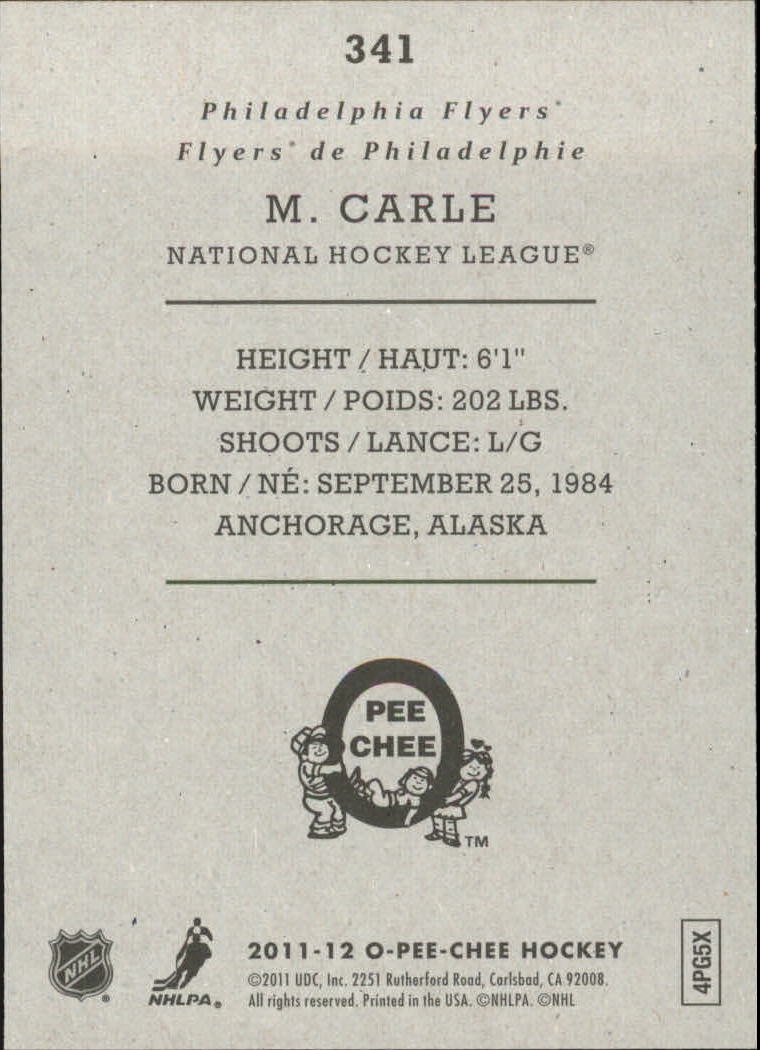 341
Philadelphia Flyers®
Flyers® de Philadelphie
M. CARLE
NATIONAL HOCKEY LEAGUE®
HEIGHT / HAUT: 6'1"
WEIGHT / POIDS: 202 LBS.
SHOOTS / LANCE: L/G
BORN / NÉ: SEPTEMBER 25, 1984
ANCHORAGE, ALASKA
O
PEE
CHEE
TM
NHL®
NHLPA®
2011-12 O-PEE-CHEE HOCKEY
©2011 UDC, Inc. 2251 Rutherford Road, Carlsbad, CA 92008.
All rights reserved. Printed in the USA. ©NHLPA. ©NHL
4PG5X